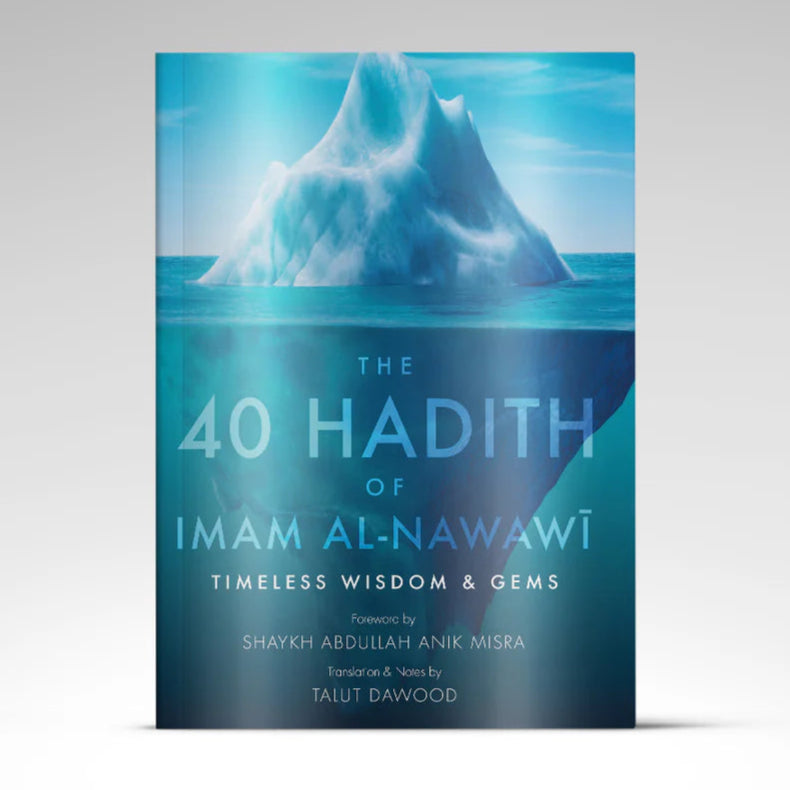 THE
40 HADITH
OF
IMAM AL-NAWAWĪ
TIMELESS WISDOM & GEMS
Foreword by
SHAYKH ABDULLAH ANIK MISRA
Translation & Notes by
TALUT DAWOOD